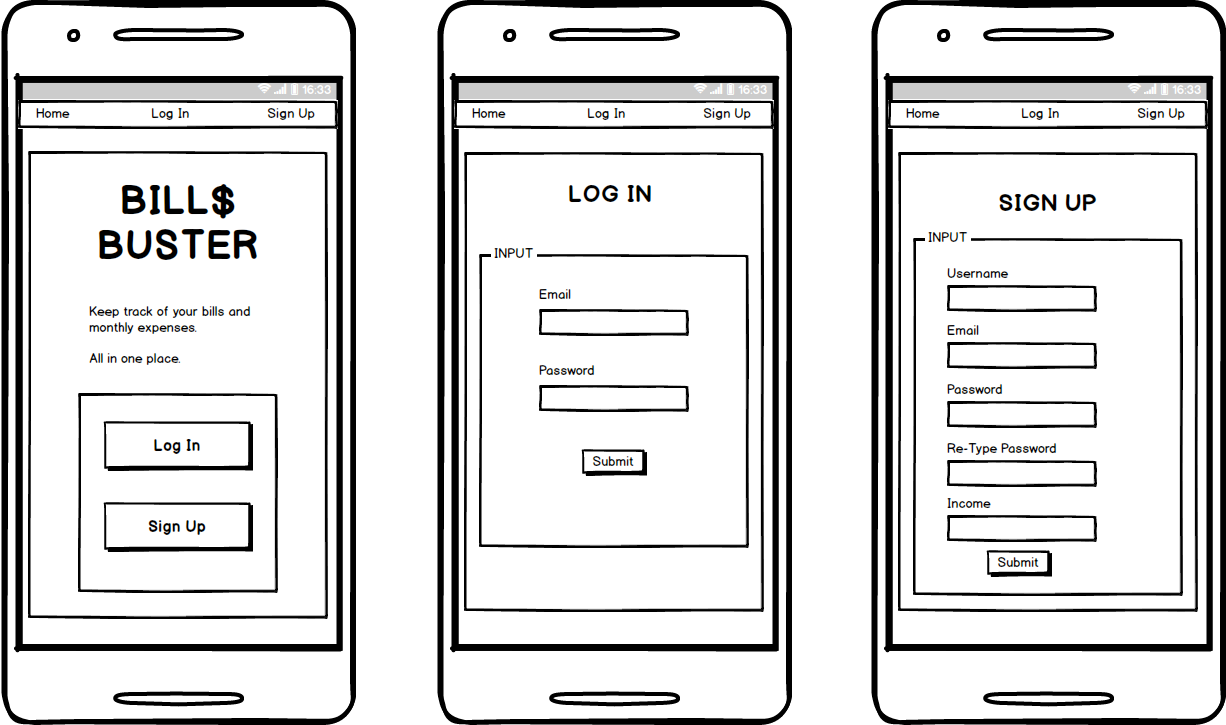 16:33
Home Log In Sign Up
BILL$
BUSTER
Keep track of your bills and
monthly expenses.
All in one place.
Log In
Sign Up
16:33
Home Log In Sign Up
LOG IN
INPUT
Email
Password
Submit
16:33
Home Log In Sign Up
SIGN UP
INPUT
Username
Email
Password
Re-Type Password
Income
Submit